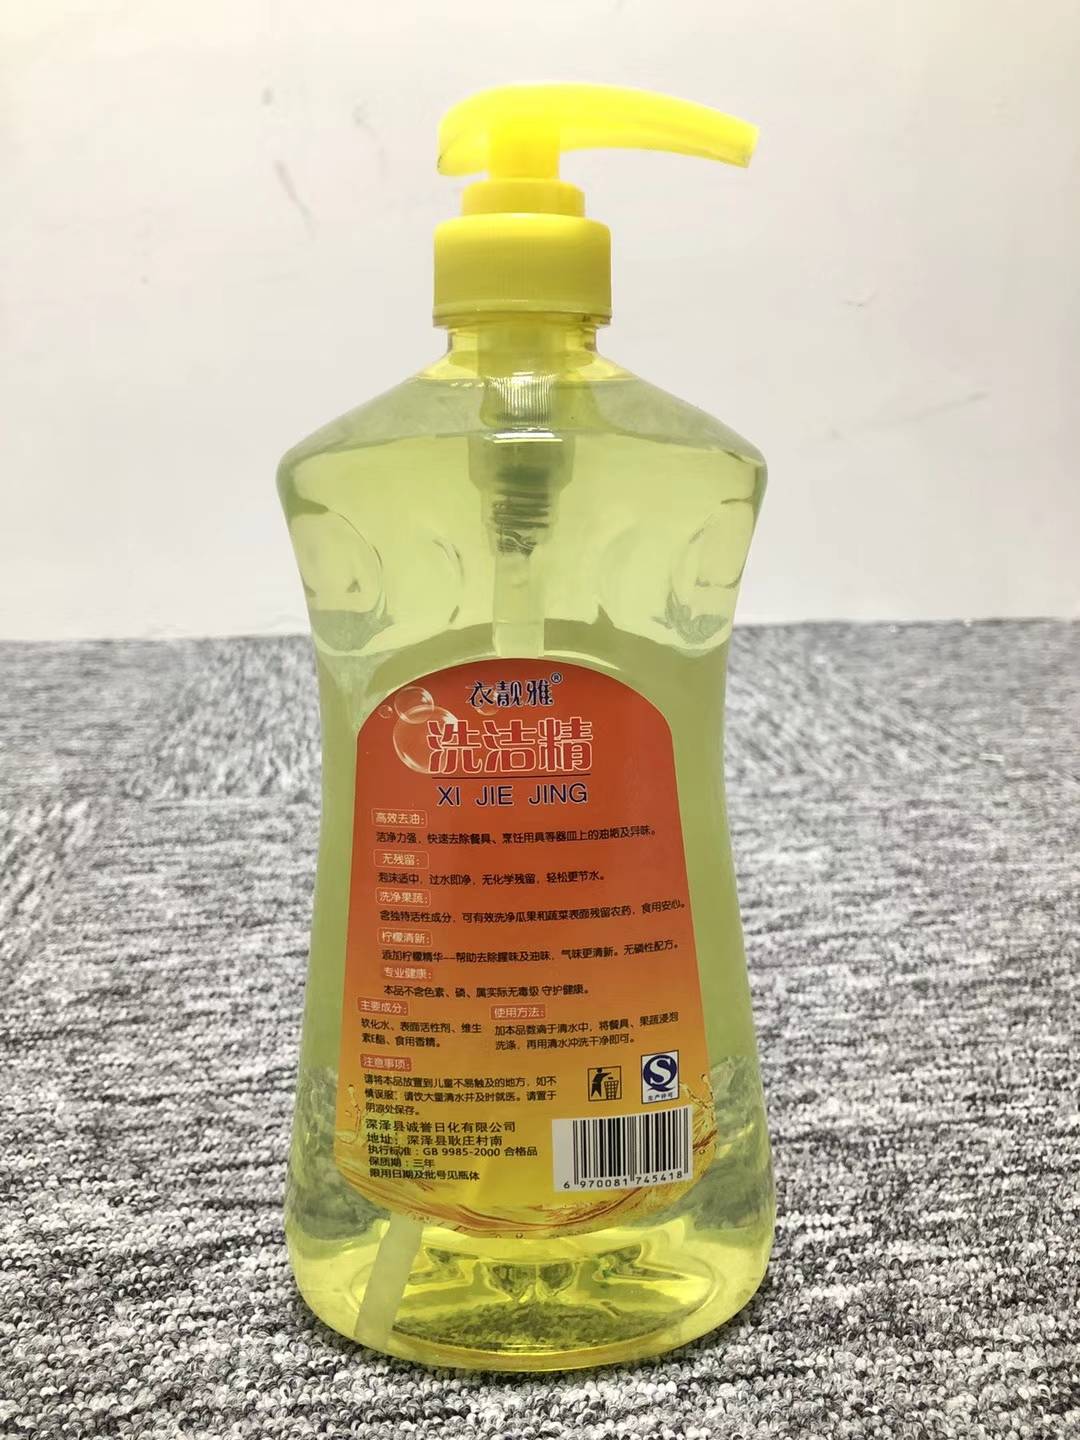 衣靓雅®
洗洁精
XI JIE JING
高效去油:
洁净力强，快速去除餐具、烹饪用具等器皿上的油垢及异味。
无残留:
泡沫适中，过水即净，无化学残留，轻松更节水。
洗净果蔬:
含独特活性成分，可有效洗净瓜果和蔬菜表面残留农药，食用安心。
柠檬清新:
添加柠檬精华--帮助去除腥味及油味，气味更清新。无磷性配方。
专业健康:
本品不含色素、磷、属实际无毒级 守护健康。
主要成分:
软化水、表面活性剂、维生
素E酯、食用香精。
使用方法:
加本品数滴于清水中，将餐具、果蔬浸泡
洗涤，再用清水冲洗干净即可。
注意事项:
请将本品放置到儿童不易触及的地方，如不
慎误服：请饮大量清水并及时就医。请置于
阴凉处保存。
深泽县诚誉日化有限公司
地址：深泽县耿庄村南
执行标准：GB 9985-2000 合格品
保质期：三年
限用日期及批号见瓶体
生产许可
6 970081 745418